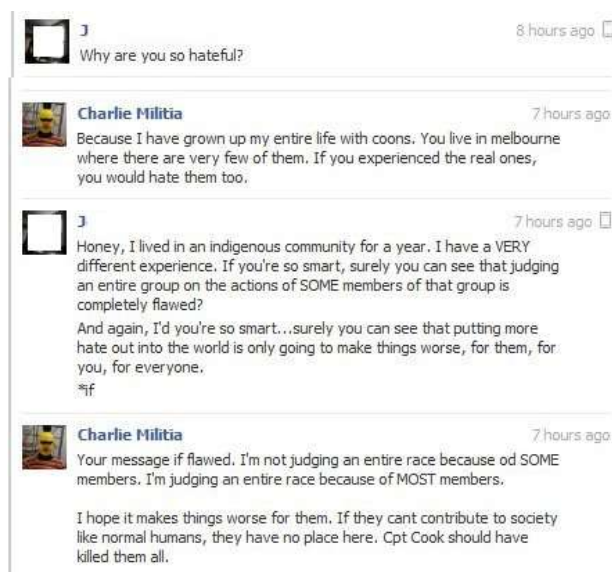 J
8 hours ago
Why are you so hateful?
Charlie Militia
7 hours ago
Because I have grown up my entire life with coons. You live in melbourne
where there are very few of them. If you experienced the real ones,
you would hate them too.
J
7 hours ago
Honey, I lived in an indigenous community for a year. I have a VERY
different experience. If you're so smart, surely you can see that judging
an entire group on the actions of SOME members of that group is
completely flawed?
And again, I'd you're so smart...surely you can see that putting more
hate out into the world is only going to make things worse, for them, for
you, for everyone.
*if
Charlie Militia
7 hours ago
Your message if flawed. I'm not judging an entire race because od SOME
members. I'm judging an entire race because of MOST members.
I hope it makes things worse for them. If they cant contribute to society
like normal humans, they have no place here. Cpt Cook should have
killed them all.